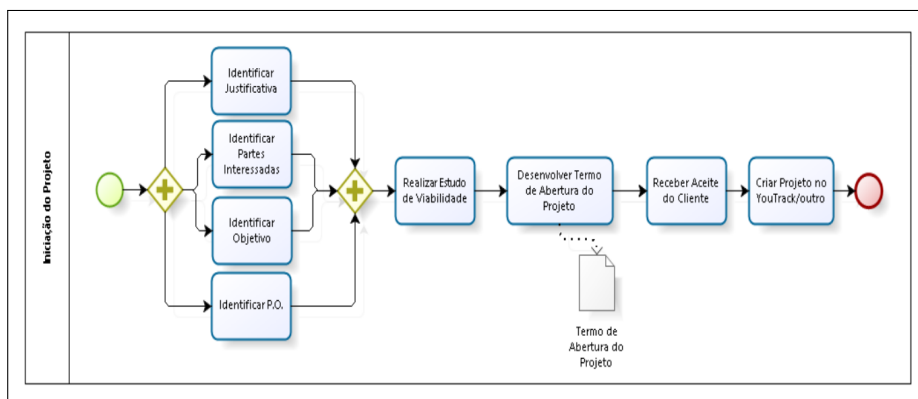 Iniciação do Projeto
Identificar
Justificativa
Identificar
Partes
Interessadas
Identificar
Objetivo
Identificar P.O.
Realizar Estudo
de Viabilidade
Desenvolver Termo
de Abertura do
Projeto
Termo de
Abertura do
Projeto
Receber Aceite
do Cliente
Criar Projeto no
YouTrack/outro